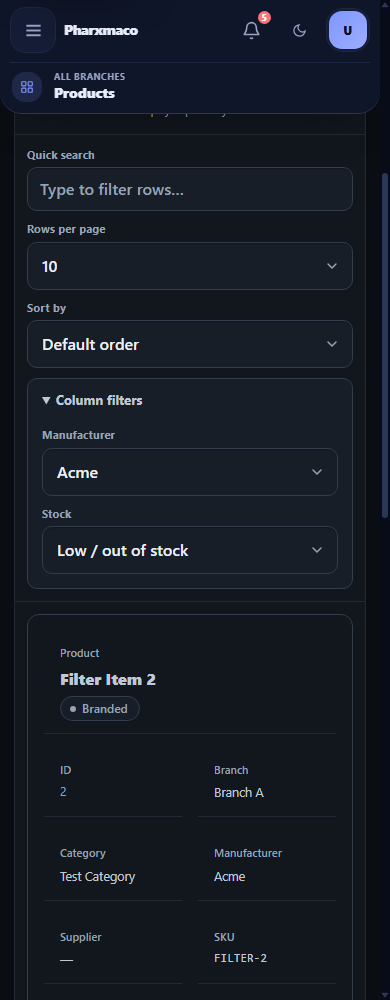 Pharxmaco
5
U
ALL BRANCHES
Products
Quick search
Type to filter rows...
Rows per page
10
Sort by
Default order
▼ Column filters
Manufacturer
Acme
Stock
Low / out of stock
Product
Filter Item 2
Branded
ID
Branch
2
Branch A
Category
Manufacturer
Test Category
Acme
Supplier
SKU
—
FILTER-2